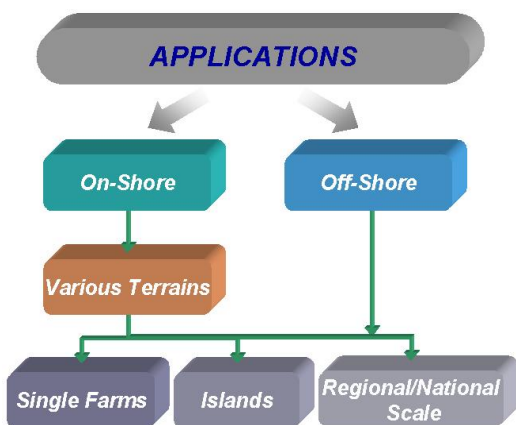 APPLICATIONS
On-Shore
Off-Shore
Various Terrains
Single Farms
Islands
Regional/National
Scale